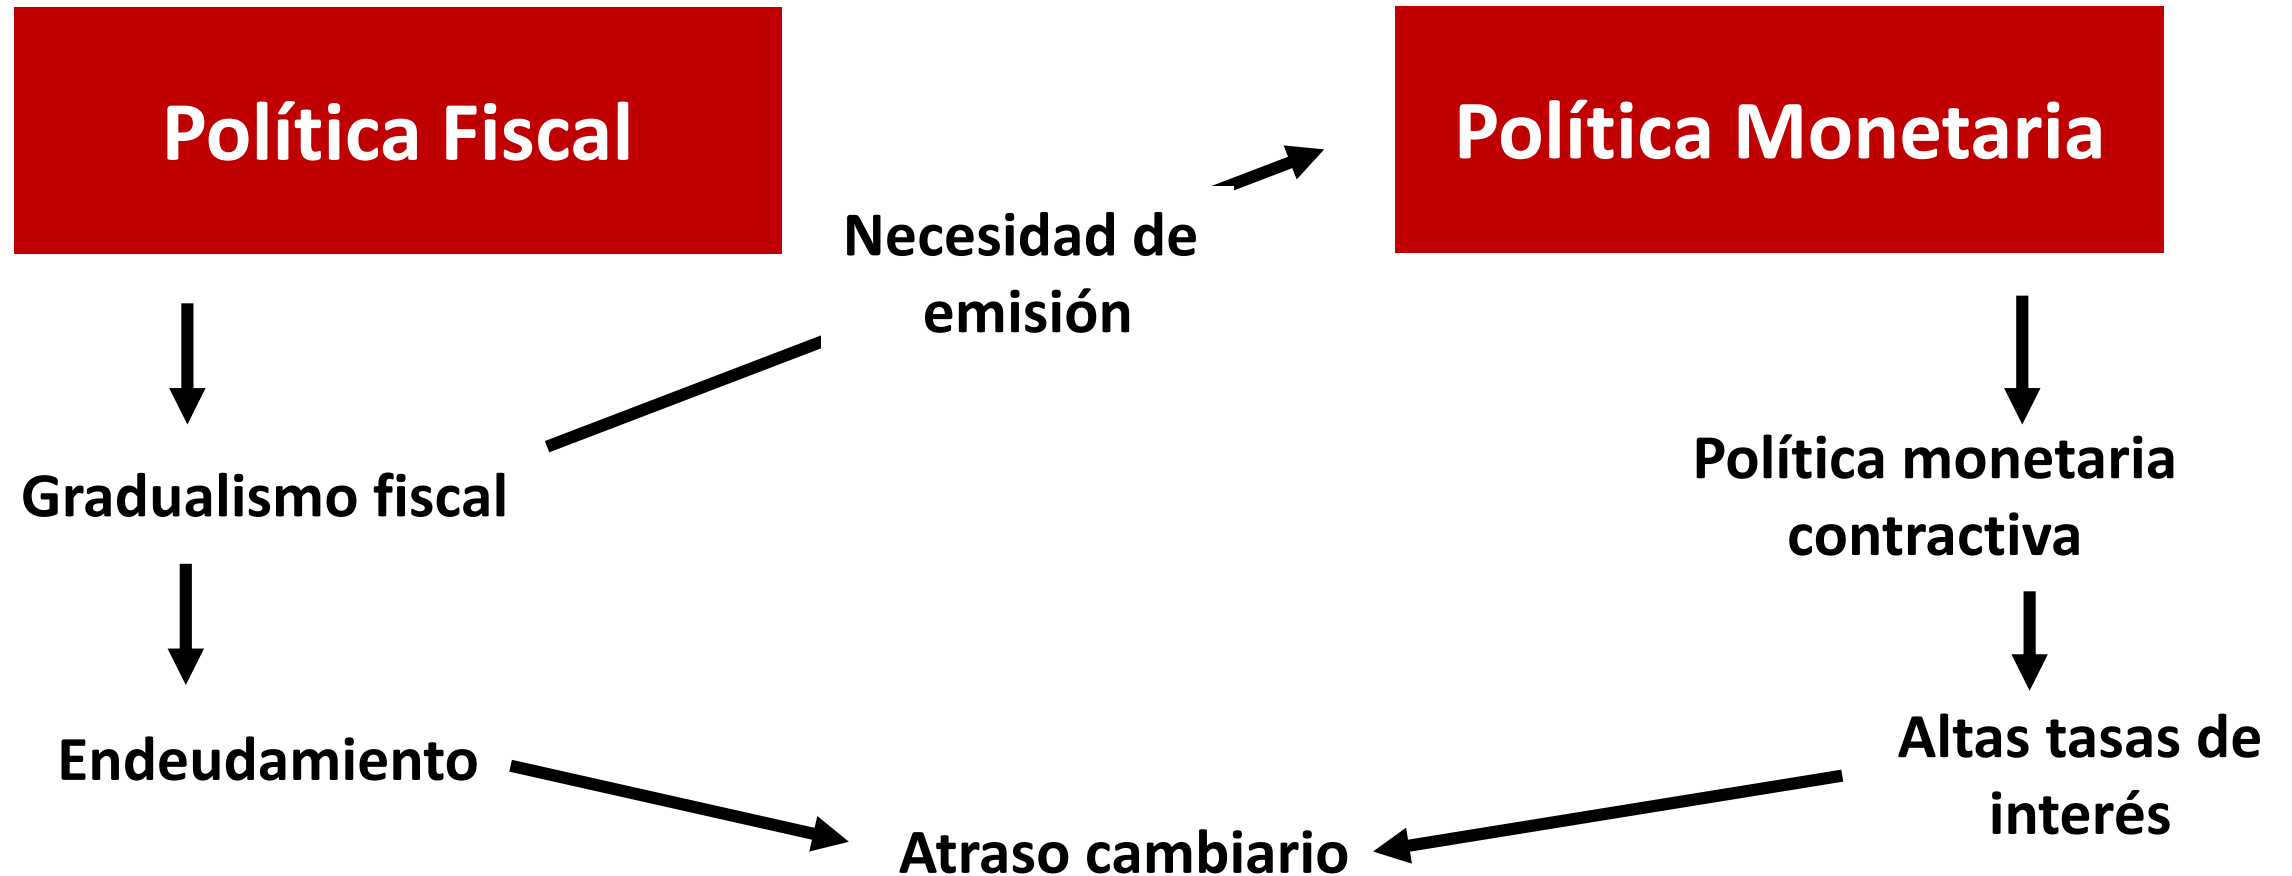 Política Fiscal
Política Monetaria
Necesidad de
emisión
Gradualismo fiscal
Política monetaria
contractiva
Endeudamiento
Altas tasas de
interés
Atraso cambiario